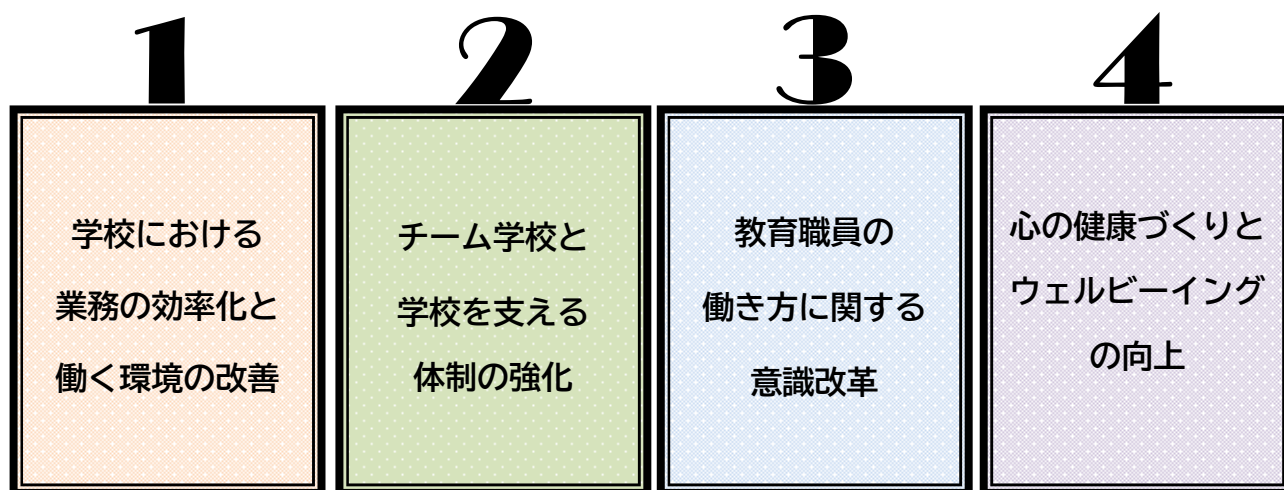 1
学校における
業務の効率化と
働く環境の改善
2
チーム学校と
学校を支える
体制の強化
3
教育職員の
働き方に関する
意識改革
4
心の健康づくりと
ウェルビーイング
の向上